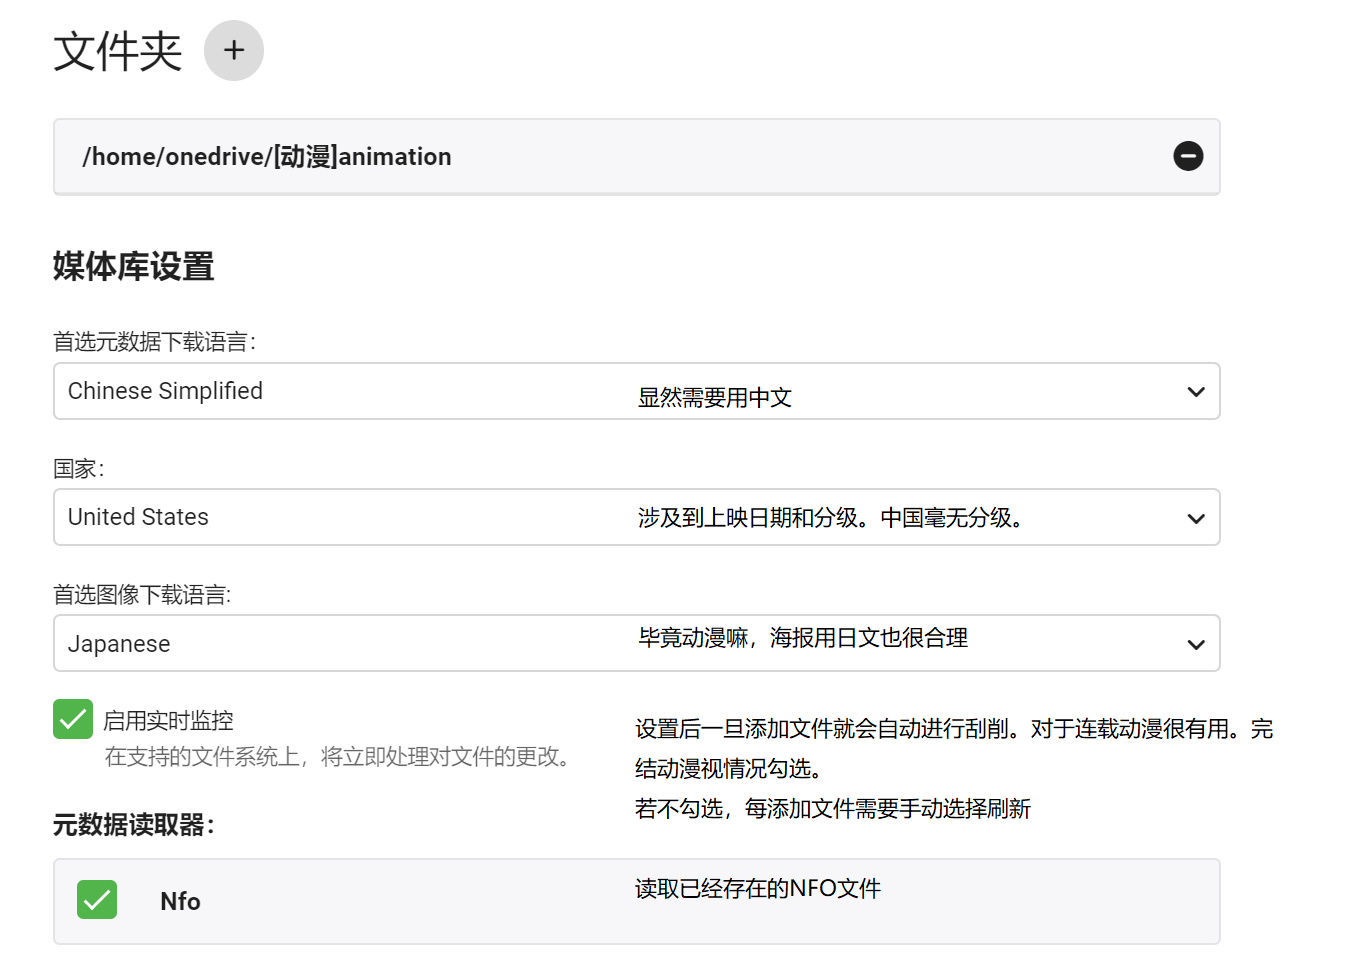 文件夹 +
/home/onedrive/[动漫]animation
媒体库设置
首选元数据下载语言：
Chinese Simplified 显然需要用中文
国家：
United States 涉及到上映日期和分级。中国毫无分级。
首选图像下载语言:
Japanese 毕竟动漫嘛，海报用日文也很合理
启用实时监控
在支持的文件系统上，将立即处理对文件的更改。
设置后一旦添加文件就会自动进行刮削。对于连载动漫很有用。完
结动漫视情况勾选。
若不勾选，每添加文件需要手动选择刷新
元数据读取器：
Nfo 读取已经存在的NFO文件